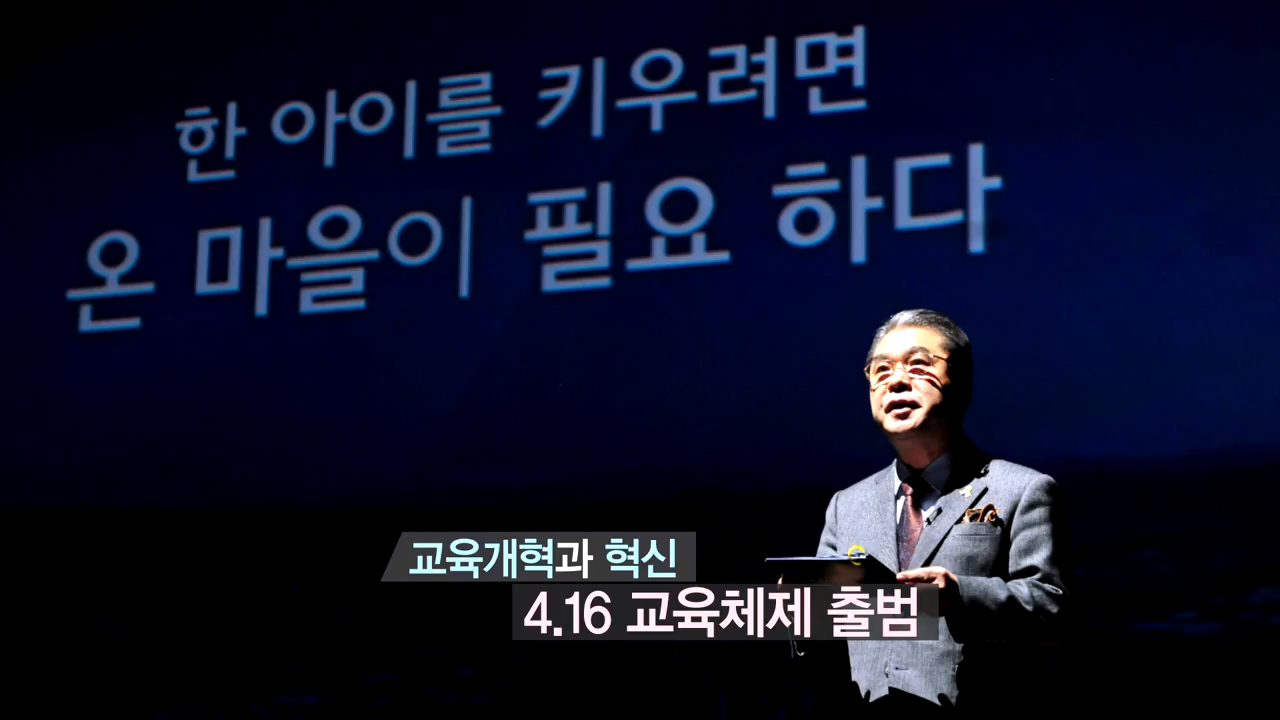 한 아이를 키우려면
온 마을이 필요 하다
교육개혁과 혁신
4.16 교육체제 출범